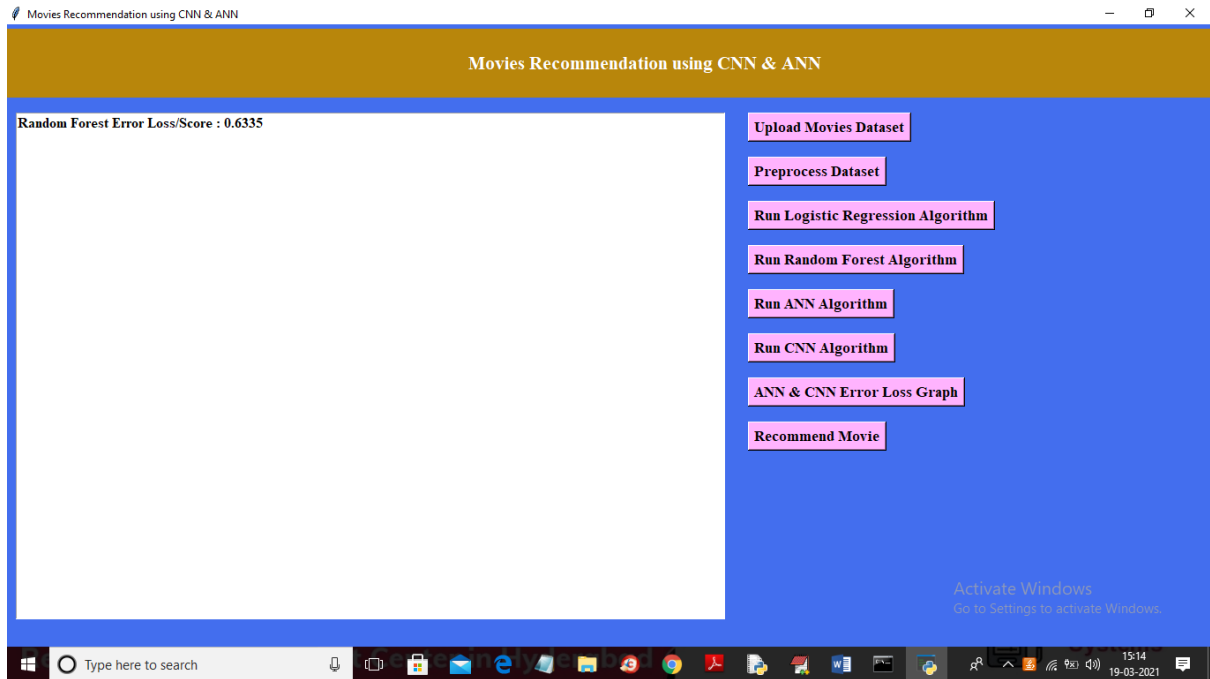 Movies Recommendation using CNN & ANN
Movies Recommendation using CNN & ANN
Random Forest Error Loss/Score : 0.6335
Upload Movies Dataset
Preprocess Dataset
Run Logistic Regression Algorithm
Run Random Forest Algorithm
Run ANN Algorithm
Run CNN Algorithm
ANN & CNN Error Loss Graph
Recommend Movie
Activate Windows
Go to Settings to activate Windows.
Type here to search
15:14
19-03-2021